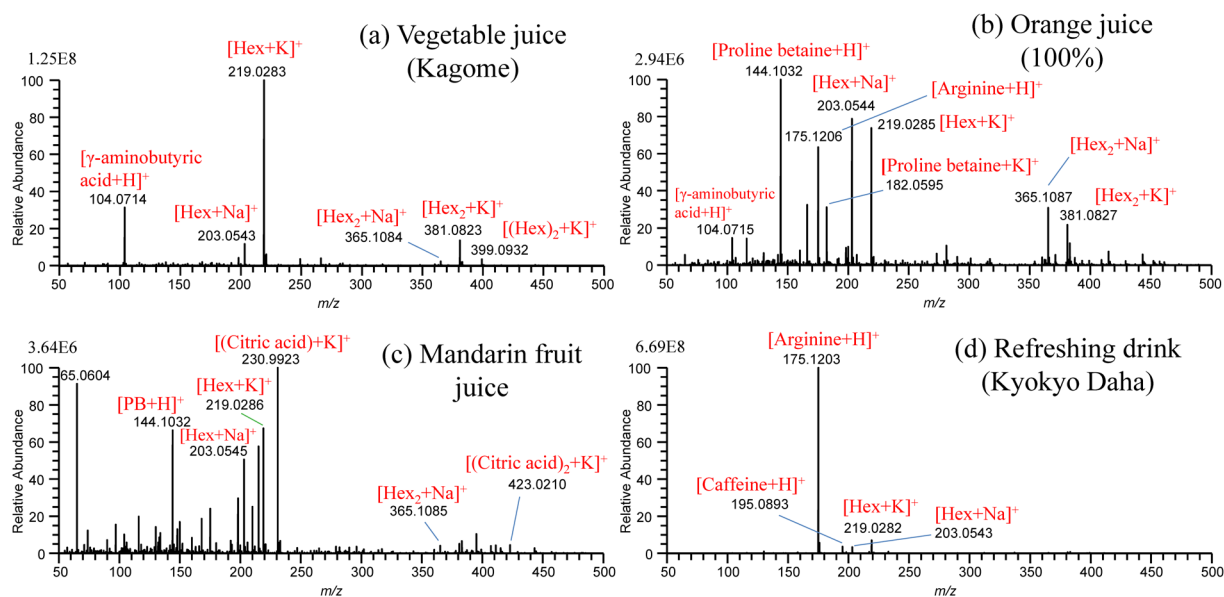 (a) Vegetable juice
(Kagome)
1.25E8
[Hex+K]⁺
219.0283
[γ-aminobutyric
acid+H]⁺
104.0714
[Hex+Na]⁺
203.0543
[Hex₂+Na]⁺
365.1084
[Hex₂+K]⁺
381.0823
[(Hex)₂+K]⁺
399.0932
Relative Abundance
100
80
60
40
20
0
50 100 150 200 250 300 350 400 450 500
m/z
(b) Orange juice
(100%)
2.94E6
[Proline betaine+H]⁺
144.1032
[Hex+Na]⁺
203.0544
[Arginine+H]⁺
175.1206
219.0285 [Hex+K]⁺
[Proline betaine+K]⁺
182.0595
[γ-aminobutyric
acid+H]⁺
104.0715
[Hex₂+Na]⁺
365.1087
[Hex₂+K]⁺
381.0827
Relative Abundance
100
80
60
40
20
0
50 100 150 200 250 300 350 400 450 500
m/z
(c) Mandarin fruit
juice
3.64E6
[(Citric acid)+K]⁺
230.9923
65.0604
[Hex+K]⁺
219.0286
[PB+H]⁺
144.1032
[Hex+Na]⁺
203.0545
[(Citric acid)₂+K]⁺
423.0210
[Hex₂+Na]⁺
365.1085
Relative Abundance
100
80
60
40
20
0
50 100 150 200 250 300 350 400 450 500
m/z
(d) Refreshing drink
(Kyokyo Daha)
6.69E8
[Arginine+H]⁺
175.1203
[Caffeine+H]⁺
195.0893
[Hex+K]⁺
219.0282
[Hex+Na]⁺
203.0543
Relative Abundance
100
80
60
40
20
0
50 100 150 200 250 300 350 400 450 500
m/z